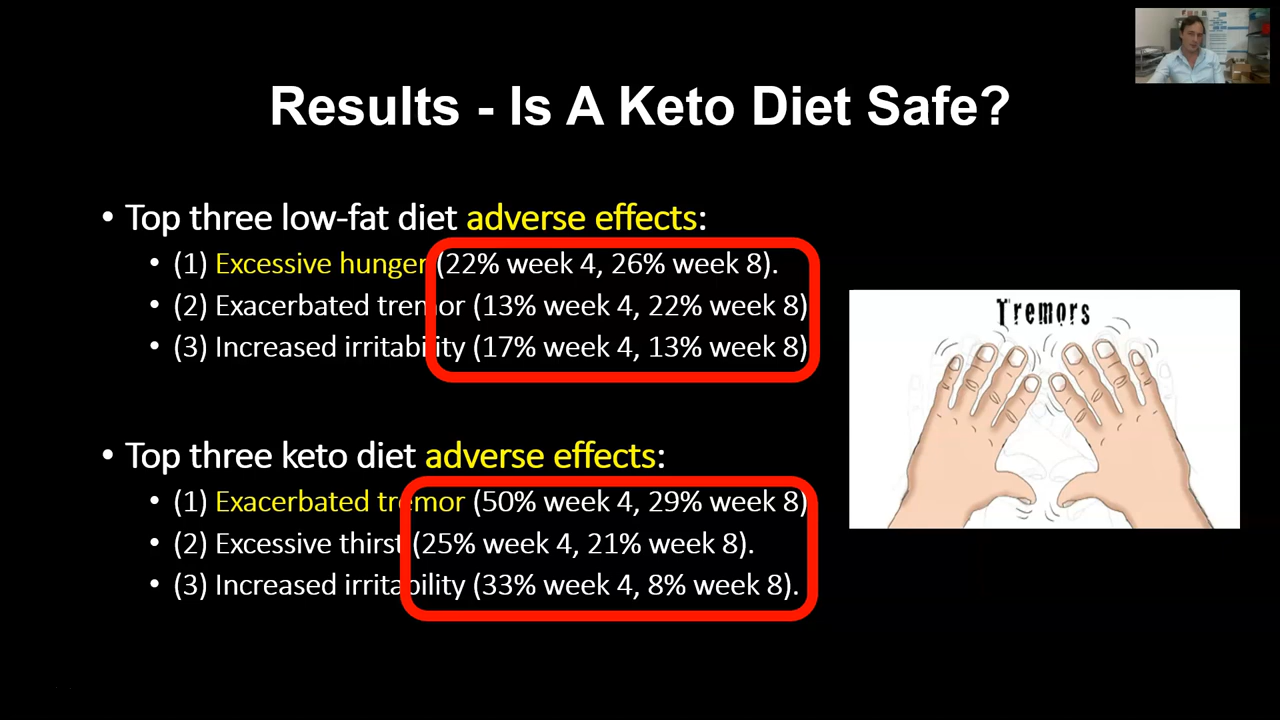 Results - Is A Keto Diet Safe?
• Top three low-fat diet adverse effects:
• (1) Excessive hunger (22% week 4, 26% week 8).
• (2) Exacerbated tremor (13% week 4, 22% week 8)
• (3) Increased irritability (17% week 4, 13% week 8)
Tremors
• Top three keto diet adverse effects:
• (1) Exacerbated tremor (50% week 4, 29% week 8)
• (2) Excessive thirst (25% week 4, 21% week 8).
• (3) Increased irritability (33% week 4, 8% week 8).